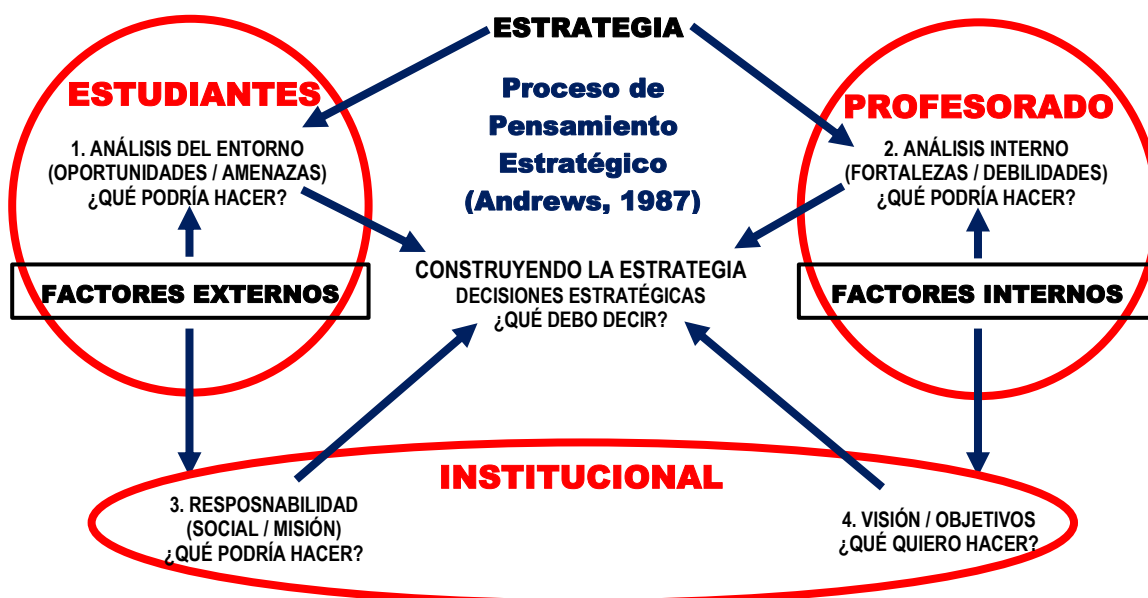 ESTRATEGIA
Proceso de
Pensamiento
Estratégico
(Andrews, 1987)
ESTUDIANTES
1. ANÁLISIS DEL ENTORNO
(OPORTUNIDADES / AMENAZAS)
¿QUÉ PODRÍA HACER?
FACTORES EXTERNOS
PROFESORADO
2. ANÁLISIS INTERNO
(FORTALEZAS / DEBILIDADES)
¿QUÉ PODRÍA HACER?
FACTORES INTERNOS
CONSTRUYENDO LA ESTRATEGIA
DECISIONES ESTRATÉGICAS
¿QUÉ DEBO DECIR?
INSTITUCIONAL
3. RESPOSNABILIDAD
(SOCIAL / MISIÓN)
¿QUÉ PODRÍA HACER?
4. VISIÓN / OBJETIVOS
¿QUÉ QUIERO HACER?